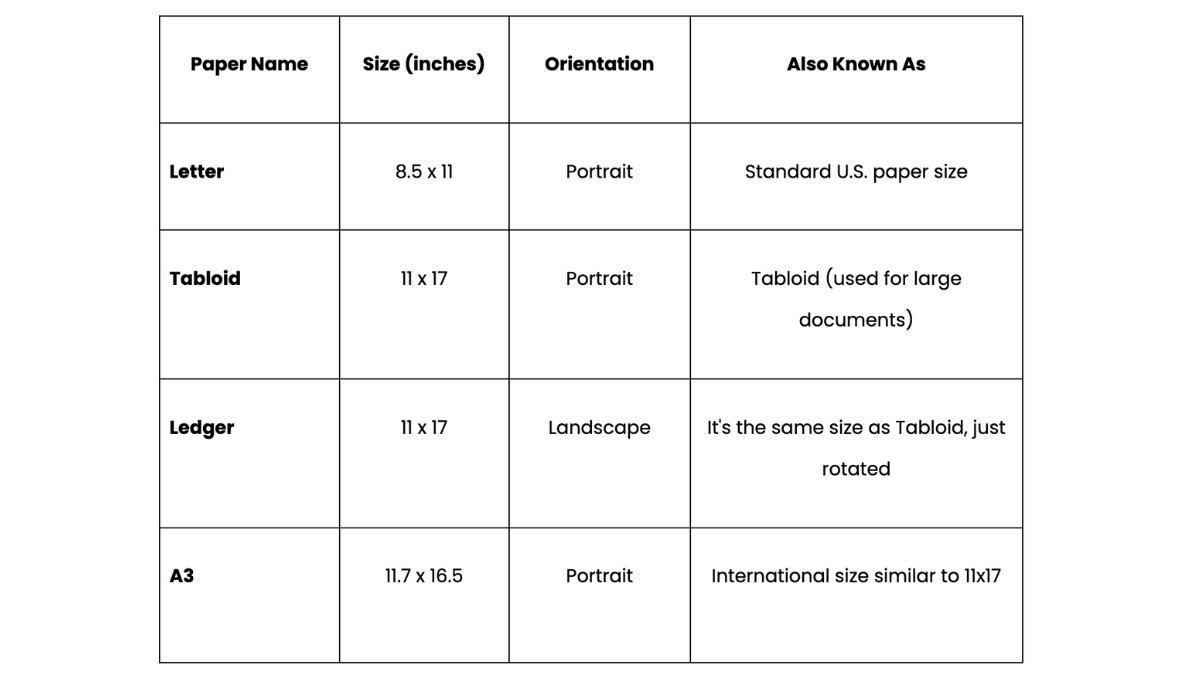 Paper Name Size (inches) Orientation Also Known As
Letter 8.5 x 11 Portrait Standard U.S. paper size
Tabloid 11 x 17 Portrait Tabloid (used for large
documents)
Ledger 11 x 17 Landscape It's the same size as Tabloid, just
rotated
A3 11.7 x 16.5 Portrait International size similar to 11x17